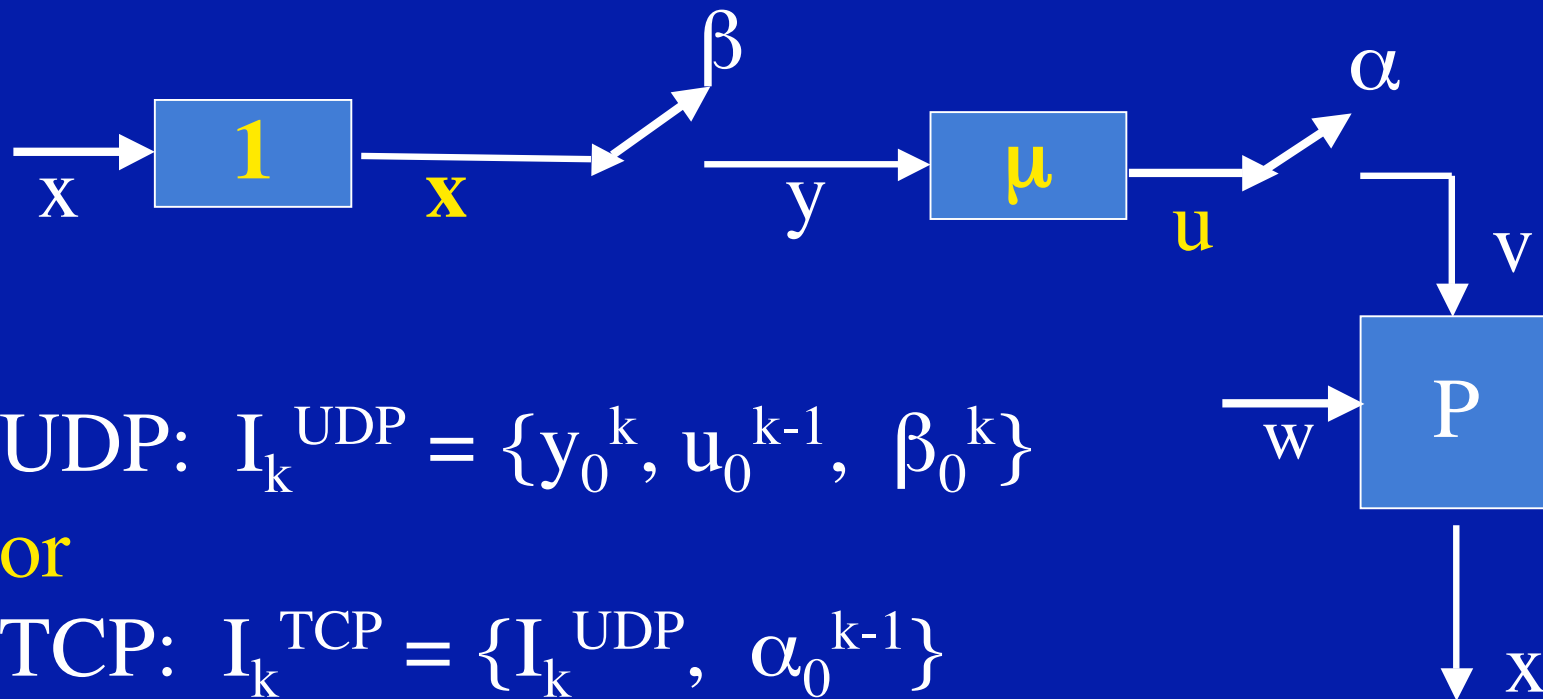 β
α
1
μ
x
x
y
u
v
P
w
UDP: I_k^UDP = {y_0^k, u_0^k-1, β_0^k}
or
TCP: I_k^TCP = {I_k^UDP, α_0^k-1}
x